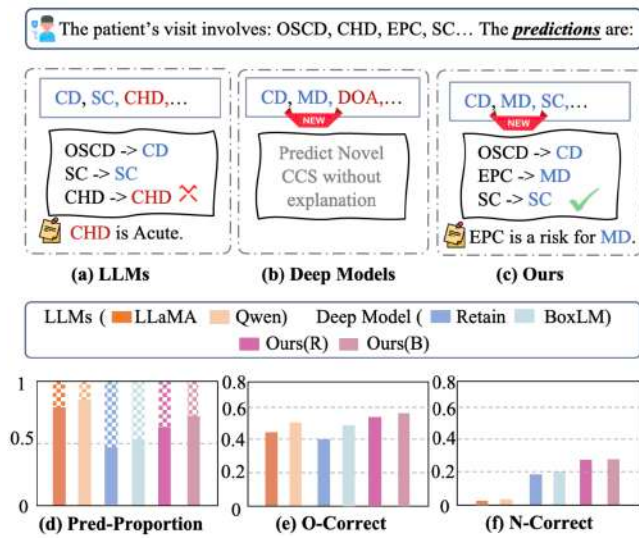 The patient's visit involves: OSCD, CHD, EPC, SC… The predictions are:
CD, SC, CHD,…
OSCD -> CD
SC -> SC
CHD -> CHD
CHD is Acute.
(a) LLMs
CD, MD, DOA,…
NEW
Predict Novel
CCS without
explanation
(b) Deep Models
CD, MD, SC,…
NEW
OSCD -> CD
EPC -> MD
SC -> SC
EPC is a risk for MD.
(c) Ours
LLMs ( LLaMA Qwen) Deep Model ( Retain BoxLM)
Ours(R) Ours(B)
1
0.5
0
(d) Pred-Proportion
0.8
0.6
0.4
0.2
0
(e) O-Correct
0.8
0.6
0.4
0.2
0
(f) N-Correct